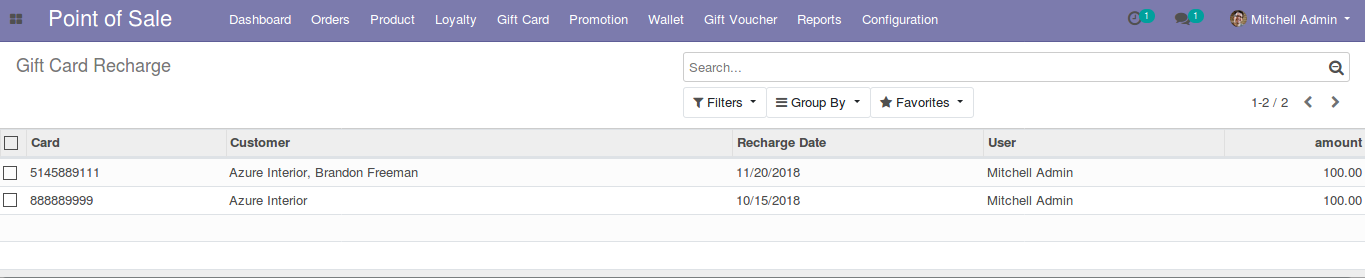 Point of Sale Dashboard Orders Product Loyalty Gift Card Promotion Wallet Gift Voucher Reports Configuration 1 1 Mitchell Admin
Gift Card Recharge Search...
Filters Group By Favorites 1-2 / 2
Card Customer Recharge Date User amount
5145889111 Azure Interior, Brandon Freeman 11/20/2018 Mitchell Admin 100.00
888889999 Azure Interior 10/15/2018 Mitchell Admin 100.00